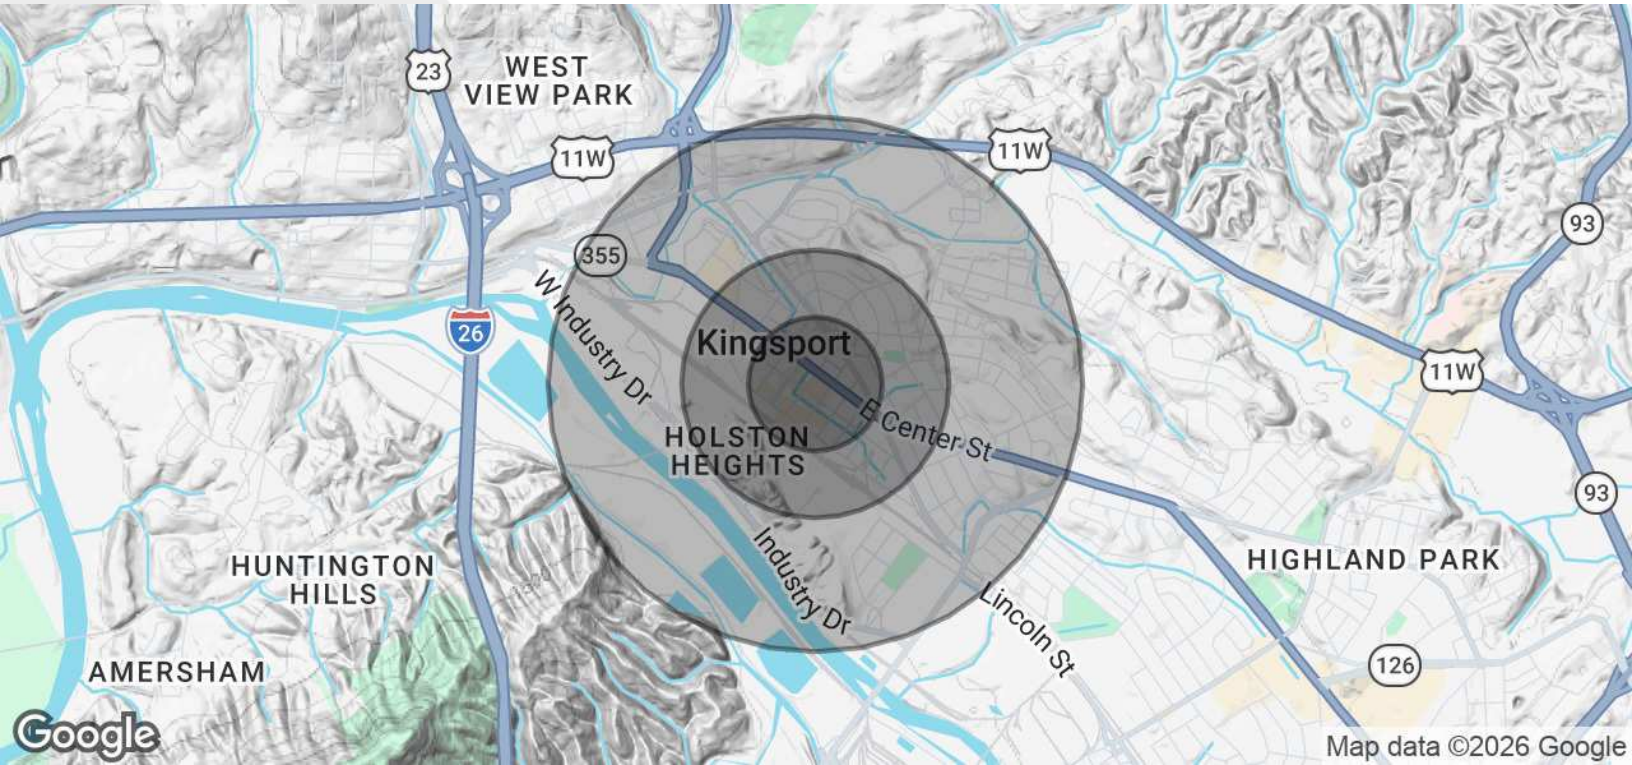 23
WEST
VIEW PARK
11W
11W
93
355
W Industry Dr
26
Kingsport
11W
E Center St
HOLSTON
HEIGHTS
93
Industry Dr
HIGHLAND PARK
HUNTINGTON
HILLS
1300
Lincoln St
AMERSHAM
126
Google
Map data ©2026 Google